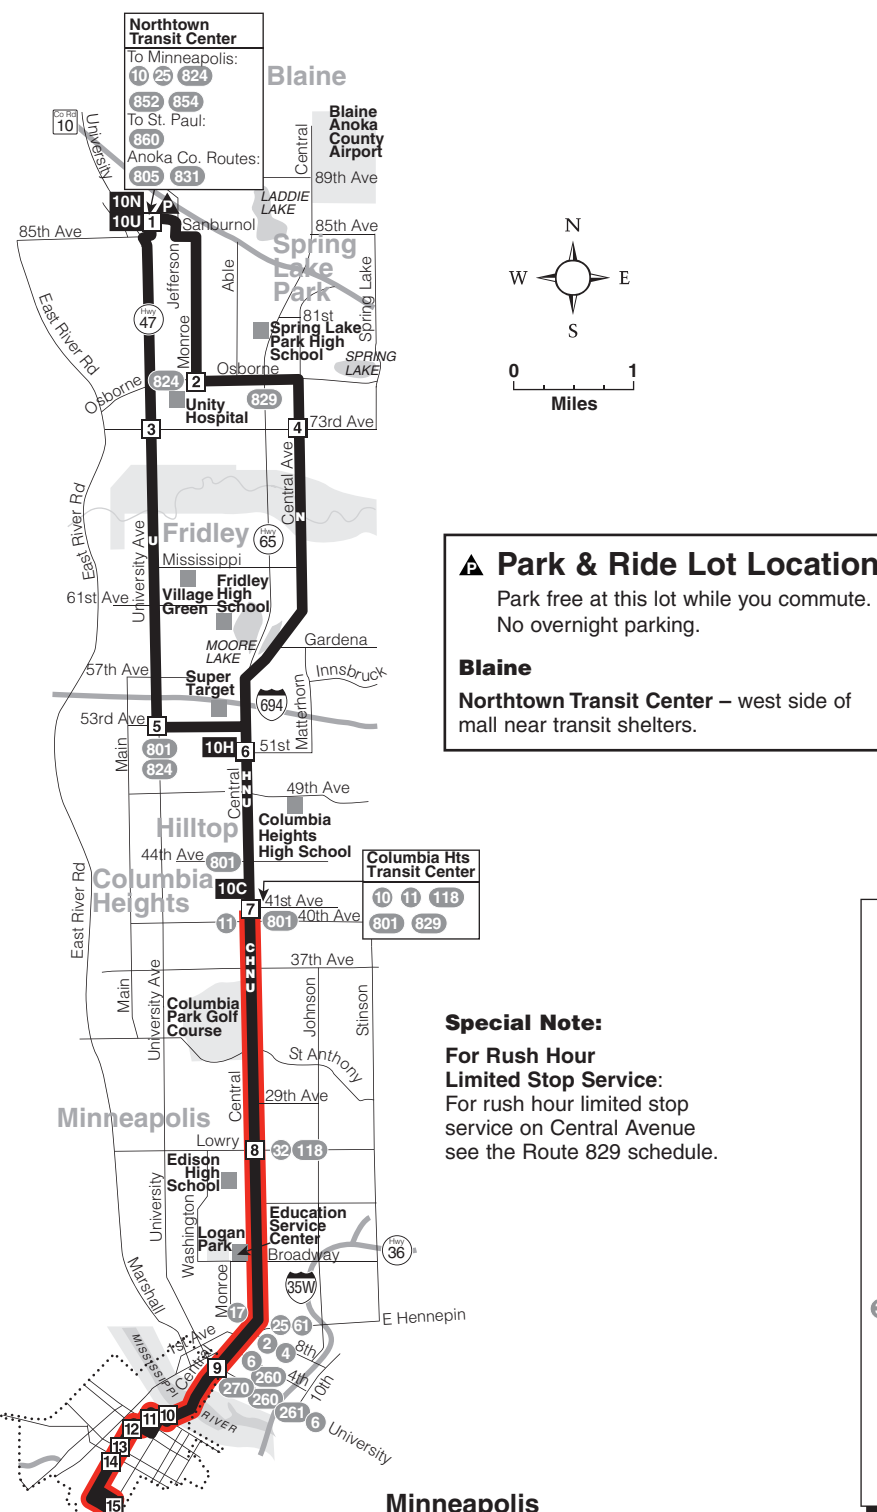 Northtown
Transit Center
To Minneapolis:
10 25 824
852 854
To St. Paul:
860
Anoka Co. Routes:
805 831
Blaine
Blaine
Anoka
County
Airport
Co Rd
10
University
Central
89th Ave
LADDIE
LAKE
10N
10U
1
P
Sanburnol
85th Ave
85th Ave
Spring
Lake
Park
Jefferson
Able
Spring Lake
East River Rd
Hwy
47
Monroe
81st
Spring Lake
Park High
School
SPRING
LAKE
Osborne
824
2
Osborne
829
Unity
Hospital
3
4
73rd Ave
Central Ave
N
East River Rd
University Ave
U
Fridley
Hwy
65
Mississippi
61st Ave
Village
Green
Fridley
High
School
MOORE
LAKE
Gardena
57th Ave
Super
Target
Innsbruck
Matterhorn
694
53rd Ave
5
801
824
Main
10H
6
51st
Central
H
N
U
49th Ave
Hilltop
Columbia
Heights
High School
44th Ave
801
Columbia
Heights
10C
7
41st Ave
40th Ave
11
801
Columbia Hts
Transit Center
10 11 118
801 829
East River Rd
C
H
N
U
37th Ave
Main
University Ave
Columbia
Park Golf
Course
Johnson
Stinson
St Anthony
Central
29th Ave
Minneapolis
Lowry
8
32 118
Edison
High
School
University
Washington
Logan
Park
Education
Service
Center
Broadway
Hwy
36
Marshall
Monroe
35W
17
25 61
E Hennepin
1st Ave
2
4
8th
MISSISSIPPI
Central
9
6
260
4th
10th
270
260
261
6
University
RIVER
10
11
12
13
14
15
N
W
E
S
0
1
Miles
P Park & Ride Lot Location
Park free at this lot while you commute.
No overnight parking.
Blaine
Northtown Transit Center – west side of
mall near transit shelters.
Special Note:
For Rush Hour
Limited Stop Service:
For rush hour limited stop
service on Central Avenue
see the Route 829 schedule.
Minneapolis